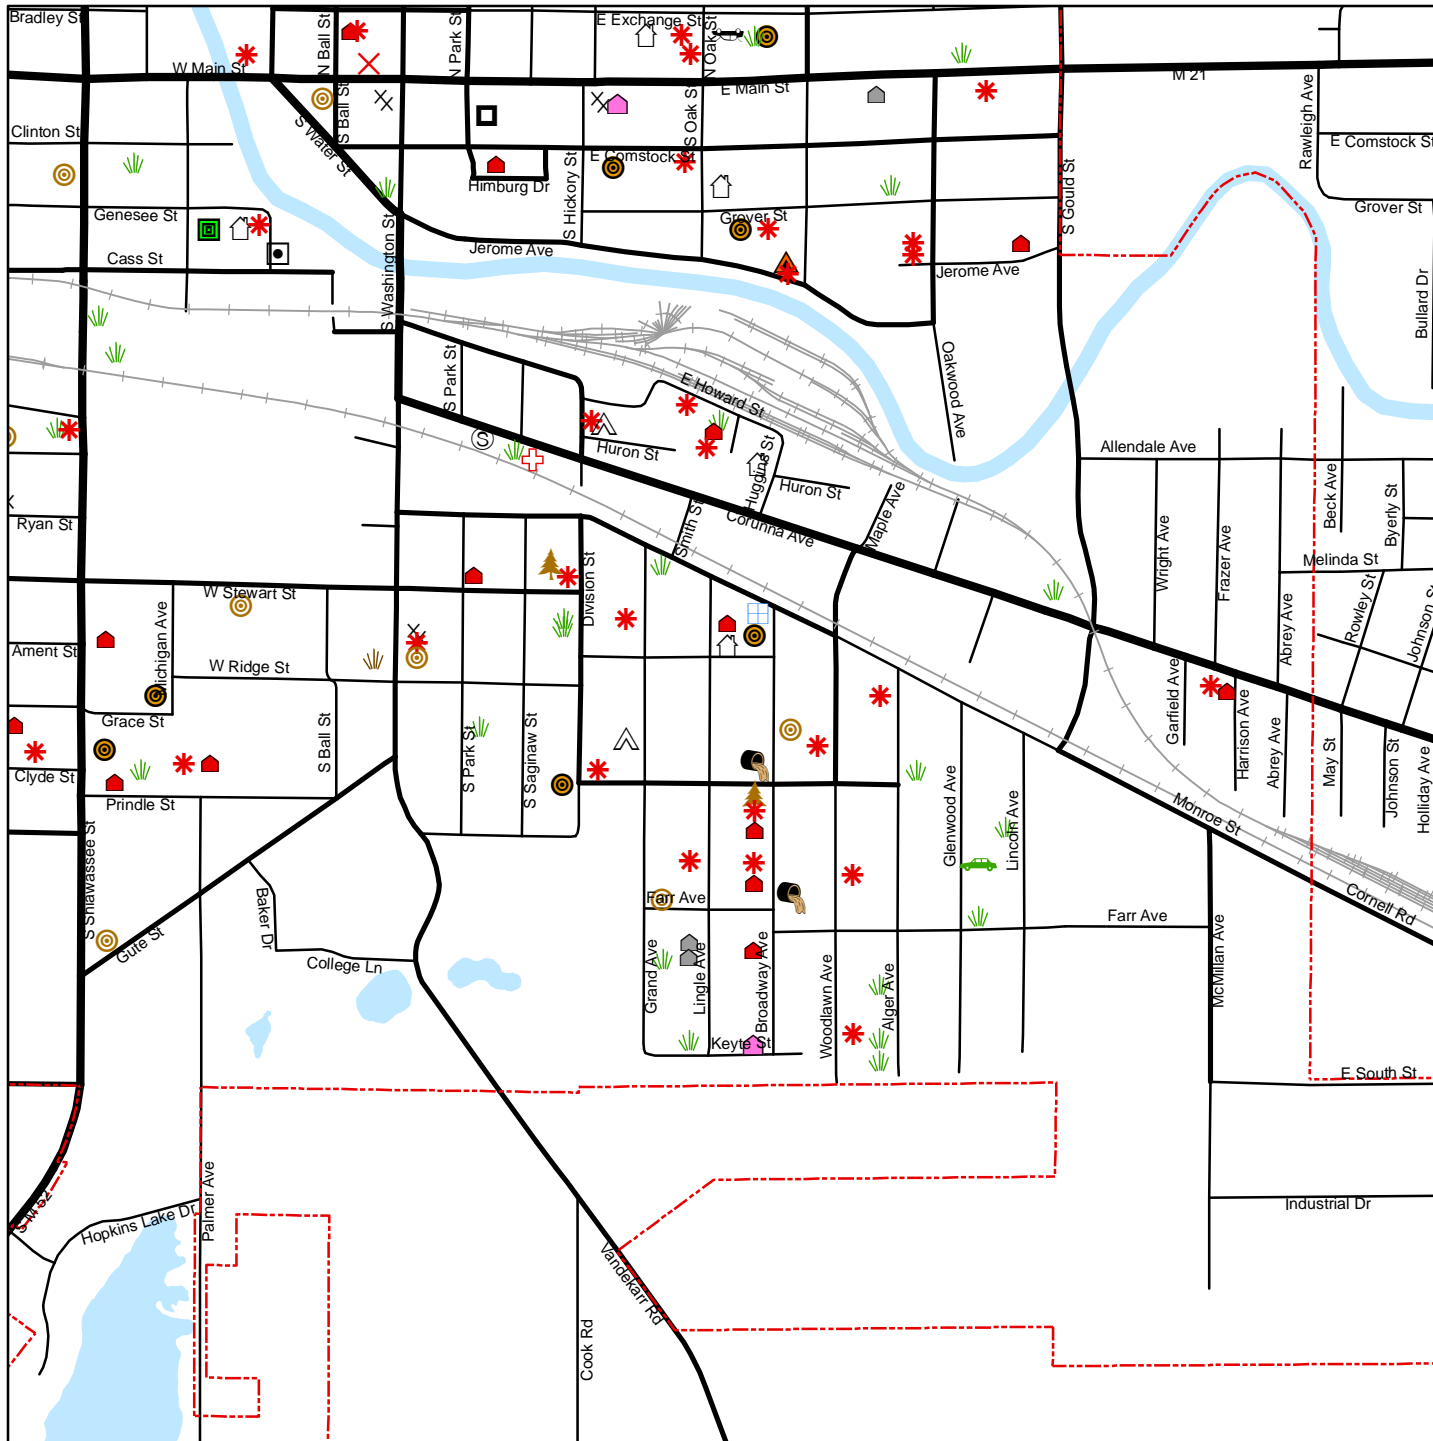 Bradley St
N Ball St
N Park St
E Exchange St
N Oak St
W Main St
M 21
E Main St
S Ball St
S Water St
S Oak St
Rawleigh Ave
Clinton St
E Comstock St
E Comstock St
Himburg Dr
S Hickory St
S Gould St
Genesee St
Grover St
Grover St
S Washington St
Jerome Ave
Cass St
Jerome Ave
Bullard Dr
S Park St
E Howard St
Oakwood Ave
Huron St
Huggins St
Allendale Ave
Huron St
Maple Ave
Beck Ave
Byerly St
Ryan St
Smith St
Corunna Ave
Wright Ave
Frazer Ave
Melinda St
W Stewart St
Division St
Rowley St
Johnson S
Michigan Ave
Abrey Ave
Ament St
W Ridge St
Garfield Ave
Harrison Ave
Abrey Ave
Grace St
S Ball St
S Park St
S Saginaw St
May St
Johnson St
Holliday Ave
Clyde St
Prindle St
Glenwood Ave
Lincoln Ave
Monroe St
S Shiawassee St
Farr Ave
Cornell Rd
Baker Dr
Gute St
Farr Ave
McMillan Ave
College Ln
Grand Ave
Lingle Ave
Broadway Ave
Woodlawn Ave
Alger Ave
Keyte St
E South St
S M 52
Hopkins Lake Dr
Palmer Ave
Industrial Dr
Vandekarr Rd
Cook Rd
S